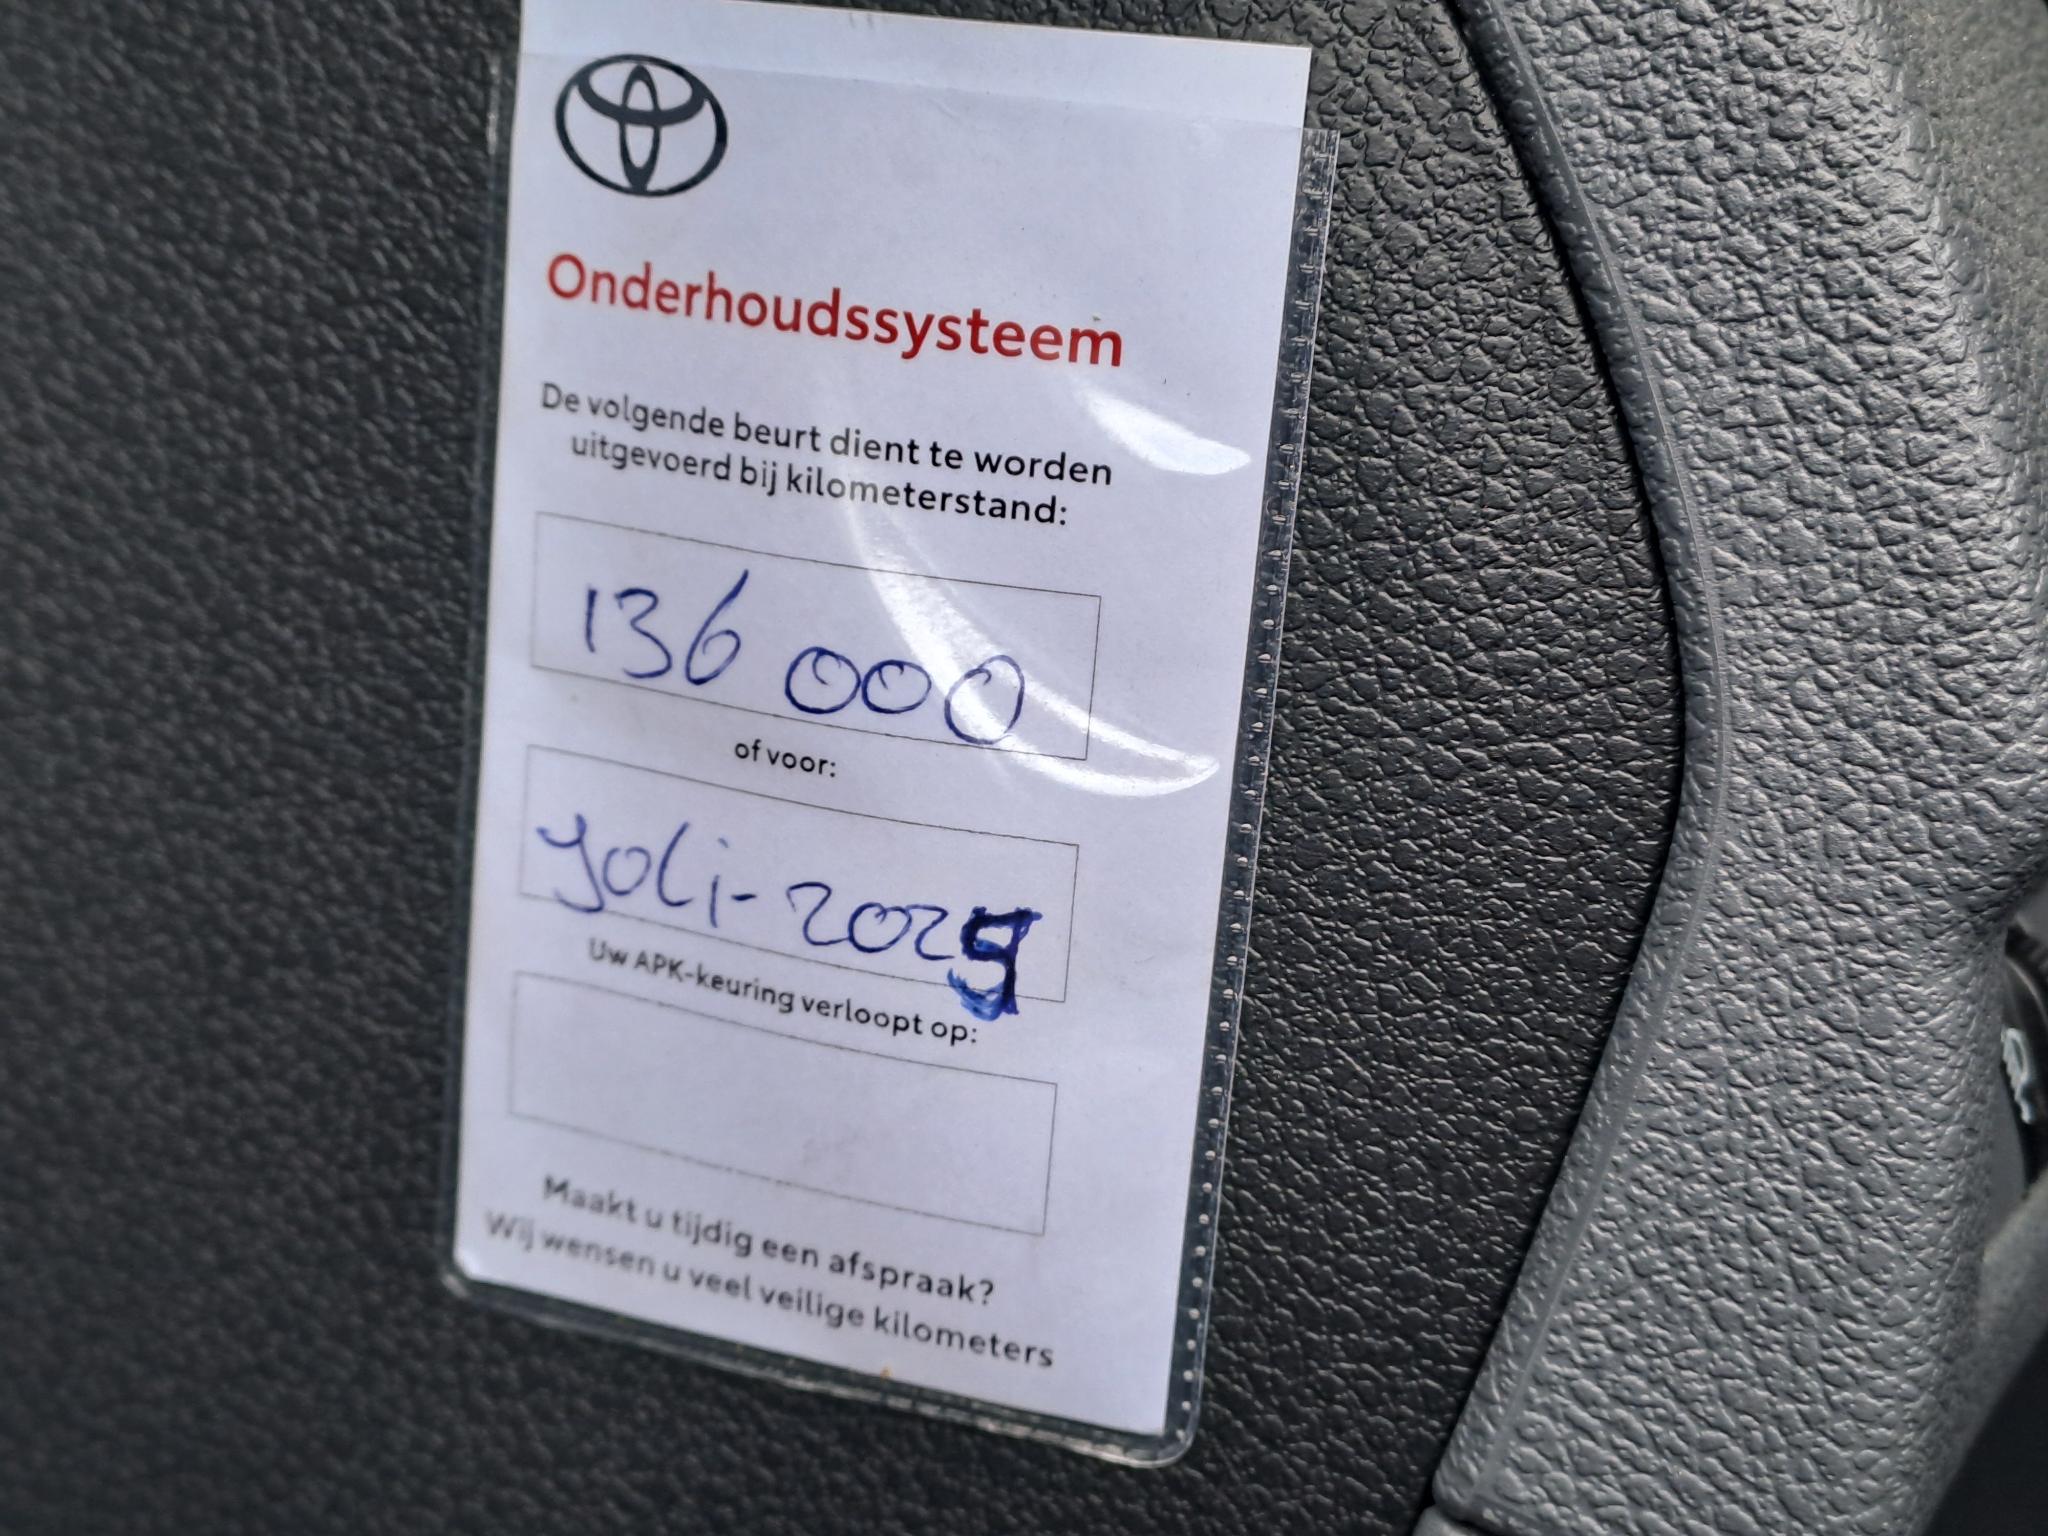 Onderhoudssysteem
De volgende beurt dient te worden
uitgevoerd bij kilometerstand:
136 000
of voor:
Joli-2025
Uw APK-keuring verloopt op:
Maakt u tijdig een afspraak?
Wij wensen u veel veilige kilometers